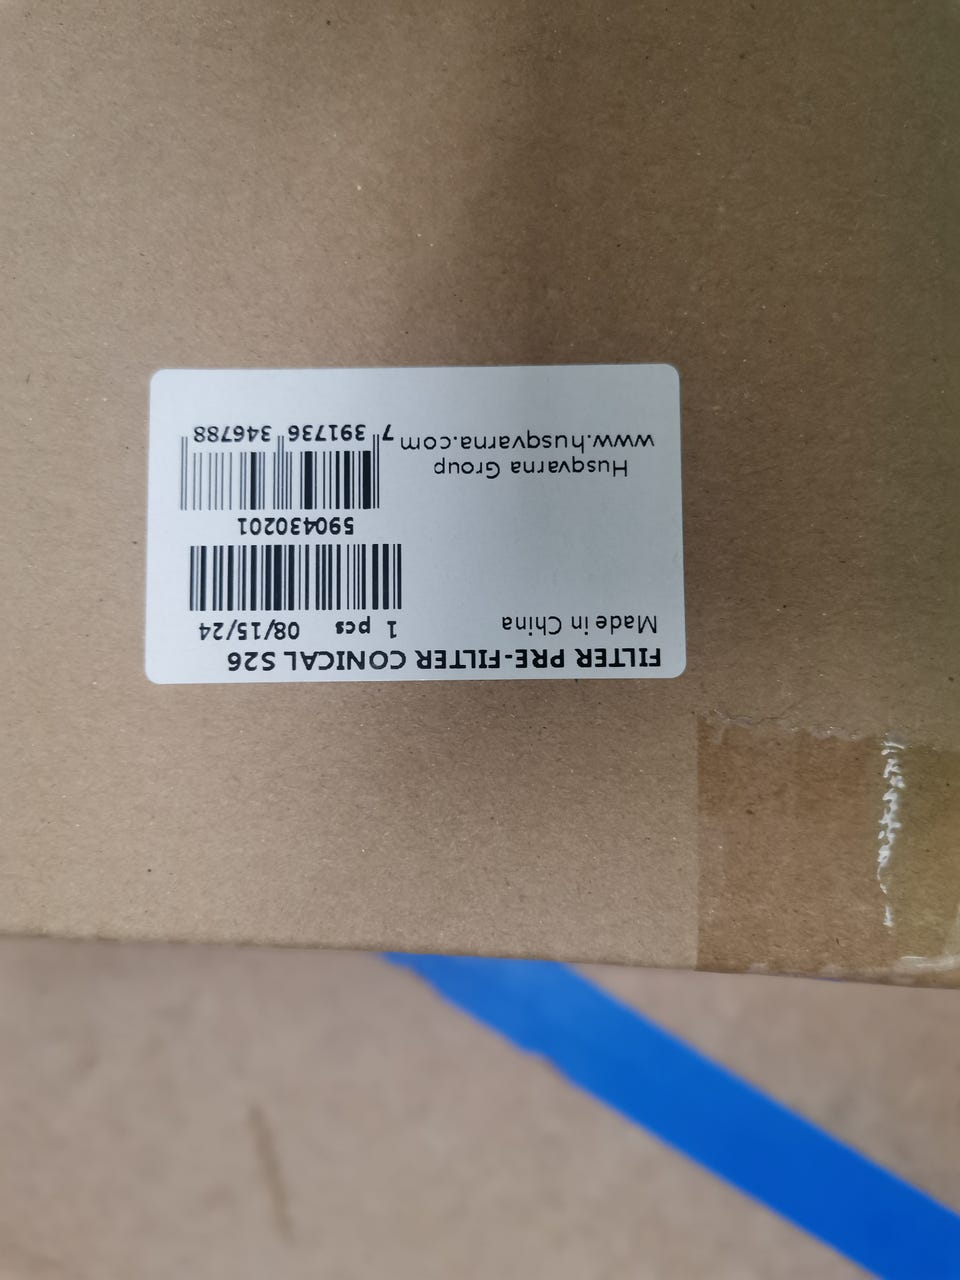 FILTER PRE-FILTER CONICAL S26
Made in China
1 pcs 08/15/24
590430201
Husqvarna Group
www.husqvarna.com
7 391736 346788